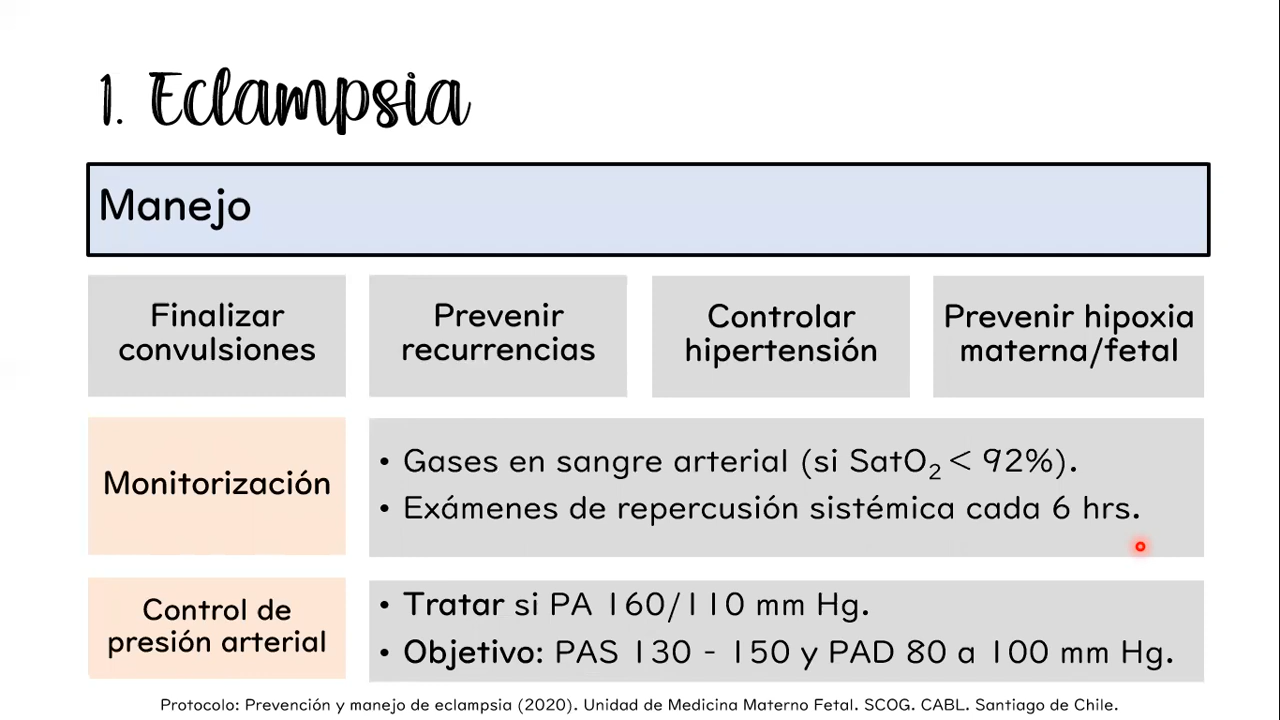 1. Eclampsia
Manejo
Finalizar
convulsiones
Prevenir
recurrencias
Controlar
hipertensión
Prevenir hipoxia
materna/fetal
Monitorización
• Gases en sangre arterial (si SatO₂ < 92%).
• Exámenes de repercusión sistémica cada 6 hrs.
Control de
presión arterial
• Tratar si PA 160/110 mm Hg.
• Objetivo: PAS 130 - 150 y PAD 80 a 100 mm Hg.
Protocolo: Prevención y manejo de eclampsia (2020). Unidad de Medicina Materno Fetal. SCOG. CABL. Santiago de Chile.